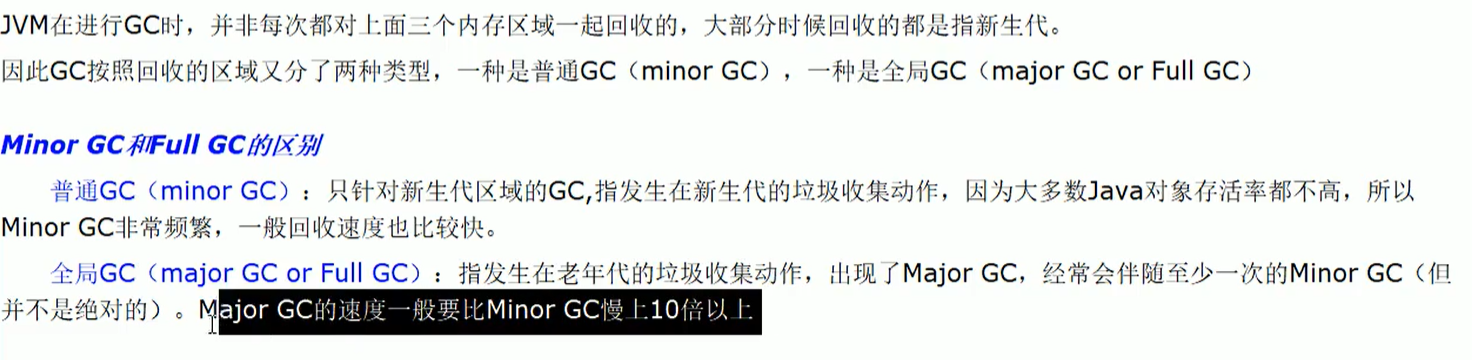 JVM在进行GC时，并非每次都对上面三个内存区域一起回收的，大部分时候回收的都是指新生代。
因此GC按照回收的区域又分了两种类型，一种是普通GC（minor GC），一种是全局GC（major GC or Full GC）
Minor GC和Full GC的区别
普通GC（minor GC）：只针对新生代区域的GC,指发生在新生代的垃圾收集动作，因为大多数Java对象存活率都不高，所以
Minor GC非常频繁，一般回收速度也比较快。
全局GC（major GC or Full GC）：指发生在老年代的垃圾收集动作，出现了Major GC，经常会伴随至少一次的Minor GC（但
并不是绝对的）。Major GC的速度一般要比Minor GC慢上10倍以上